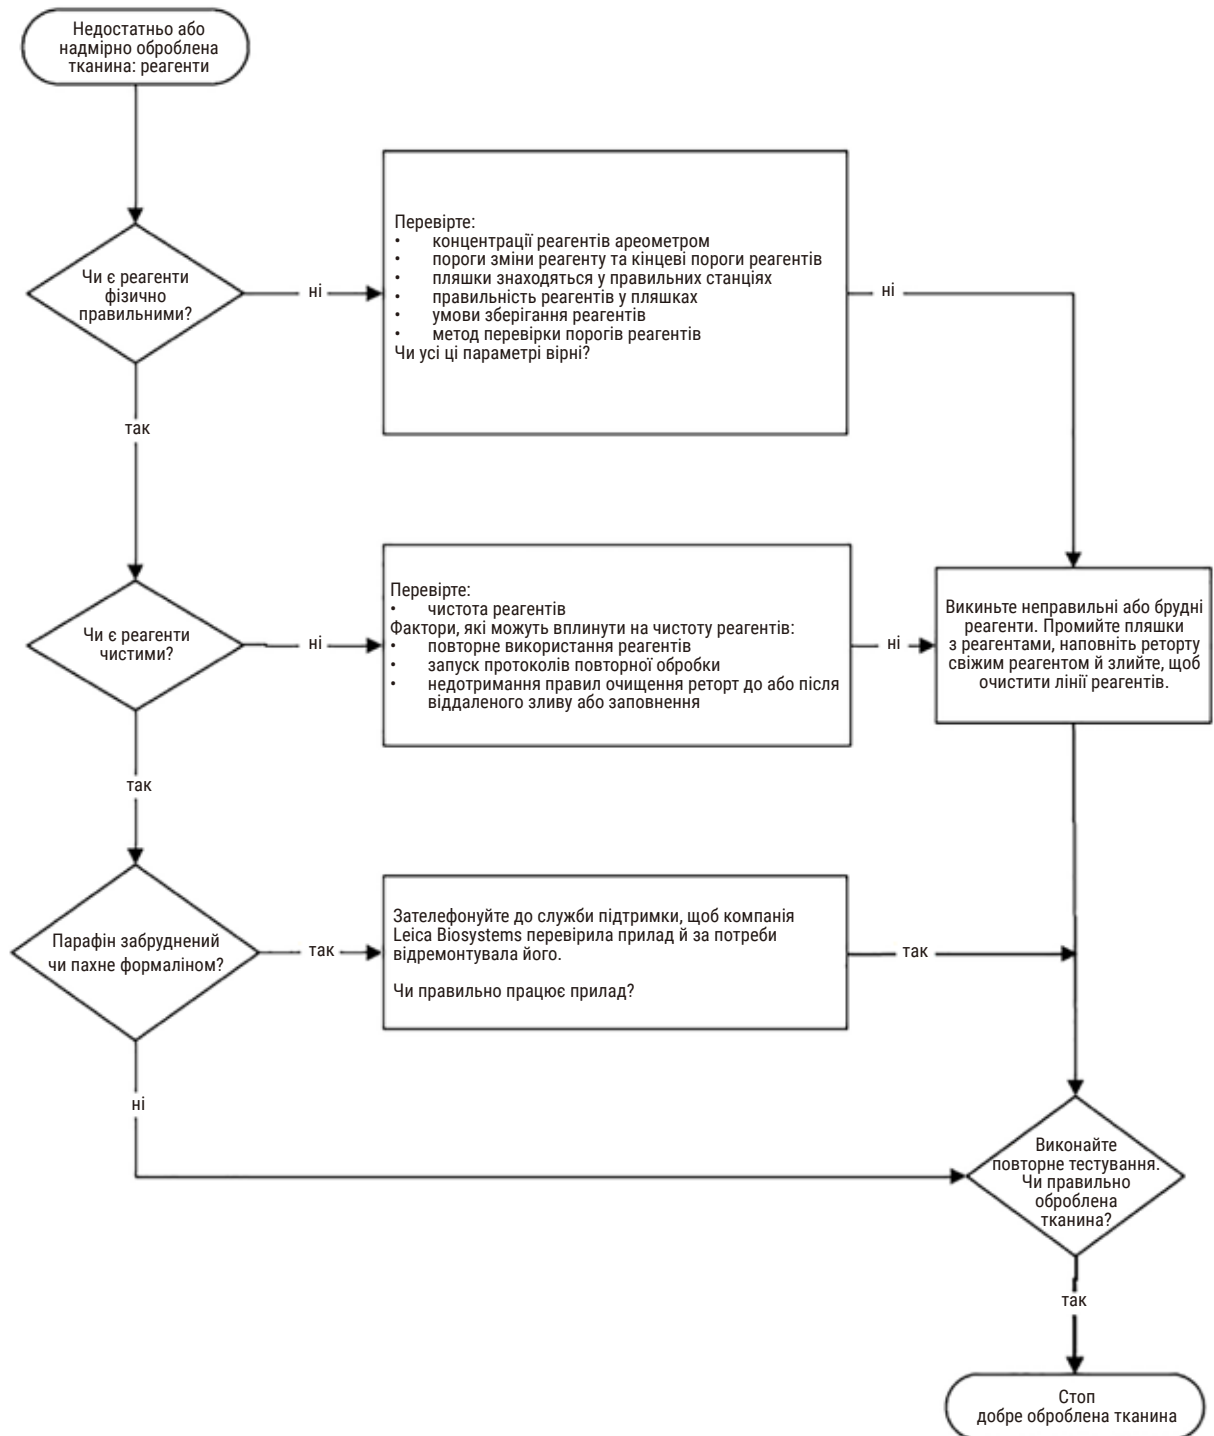 Недостатньо або
надмірно оброблена
тканина: реагенти
Чи є реагенти
фізично
правильними?
ні
Перевірте:
• концентрації реагентів ареометром
• пороги зміни реагенту та кінцеві пороги реагентів
• пляшки знаходяться у правильних станціях
• правильність реагентів у пляшках
• умови зберігання реагентів
• метод перевірки порогів реагентів
Чи усі ці параметрі вірні?
ні
так
Чи є реагенти
чистими?
ні
Перевірте:
• чистота реагентів
Фактори, які можуть вплинути на чистоту реагентів:
• повторне використання реагентів
• запуск протоколів повторної обробки
• недотримання правил очищення реторт до або після
віддаленого зливу або заповнення
ні
Викиньте неправильні або брудні
реагенти. Промийте пляшки
з реагентами, наповніть реторту
свіжим реагентом й злийте, щоб
очистити лінії реагентів.
так
Парафін забруднений
чи пахне формаліном?
так
Зателефонуйте до служби підтримки, щоб компанія
Leica Biosystems перевірила прилад й за потреби
відремонтувала його.
Чи правильно працює прилад?
так
ні
Виконайте
повторне тестування.
Чи правильно
оброблена
тканина?
так
Стоп
добре оброблена тканина